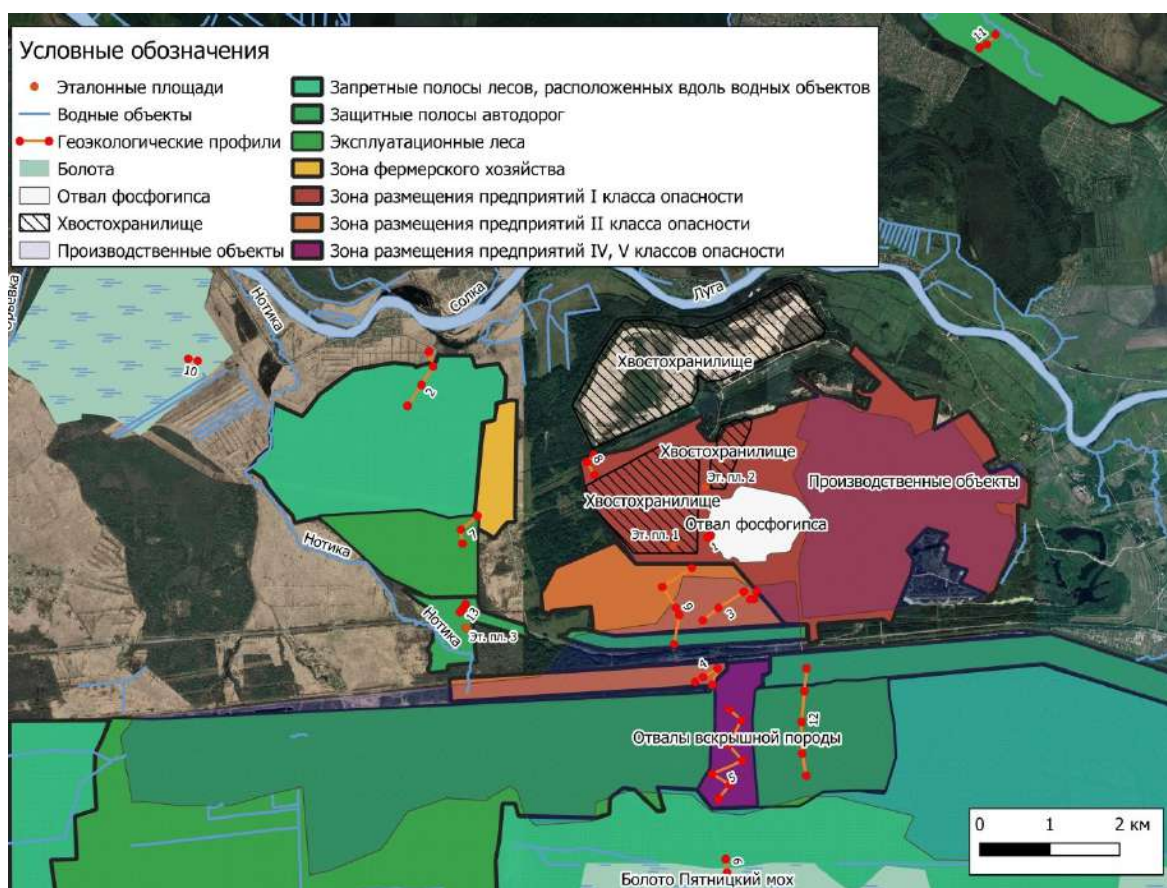 Условные обозначения
Эталонные площади
Водные объекты
Геоэкологические профили
Болота
Отвал фосфогипса
Хвостохранилище
Производственные объекты
Запретные полосы лесов, расположенных вдоль водных объектов
Защитные полосы автодорог
Эксплуатационные леса
Зона фермерского хозяйства
Зона размещения предприятий I класса опасности
Зона размещения предприятий II класса опасности
Зона размещения предприятий IV, V классов опасности
11
Нотика
Солка
Луга
10
2
Хвостохранилище
8
Хвостохранилище
Эт. пл. 2
Хвостохранилище
Производственные объекты
Отвал фосфогипса
Эт. пл. 1
1
7
Нотика
13
Нотика
Эт. пл. 3
6
3
4
12
Отвалы вскрышной породы
5
9
Болото Пятницкий мох
0 1 2 км